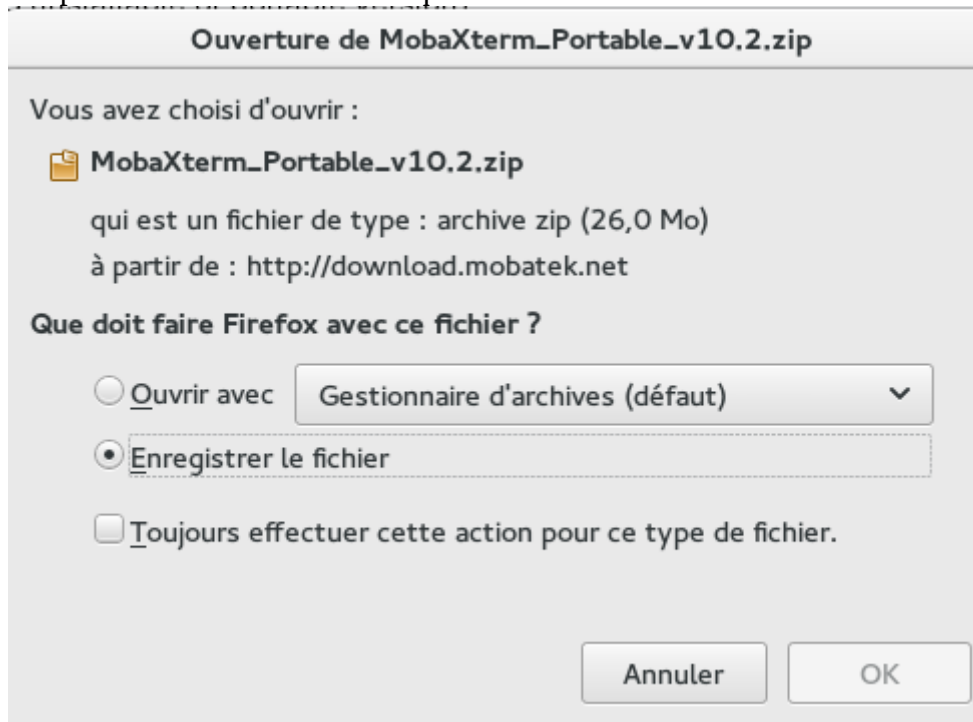 Ouverture de MobaXterm_Portable_v10.2.zip
Vous avez choisi d'ouvrir :
MobaXterm_Portable_v10.2.zip
qui est un fichier de type : archive zip (26,0 Mo)
à partir de : http://download.mobatek.net
Que doit faire Firefox avec ce fichier ?
Ouvrir avec Gestionnaire d'archives (défaut)
Enregistrer le fichier
Toujours effectuer cette action pour ce type de fichier.
Annuler OK